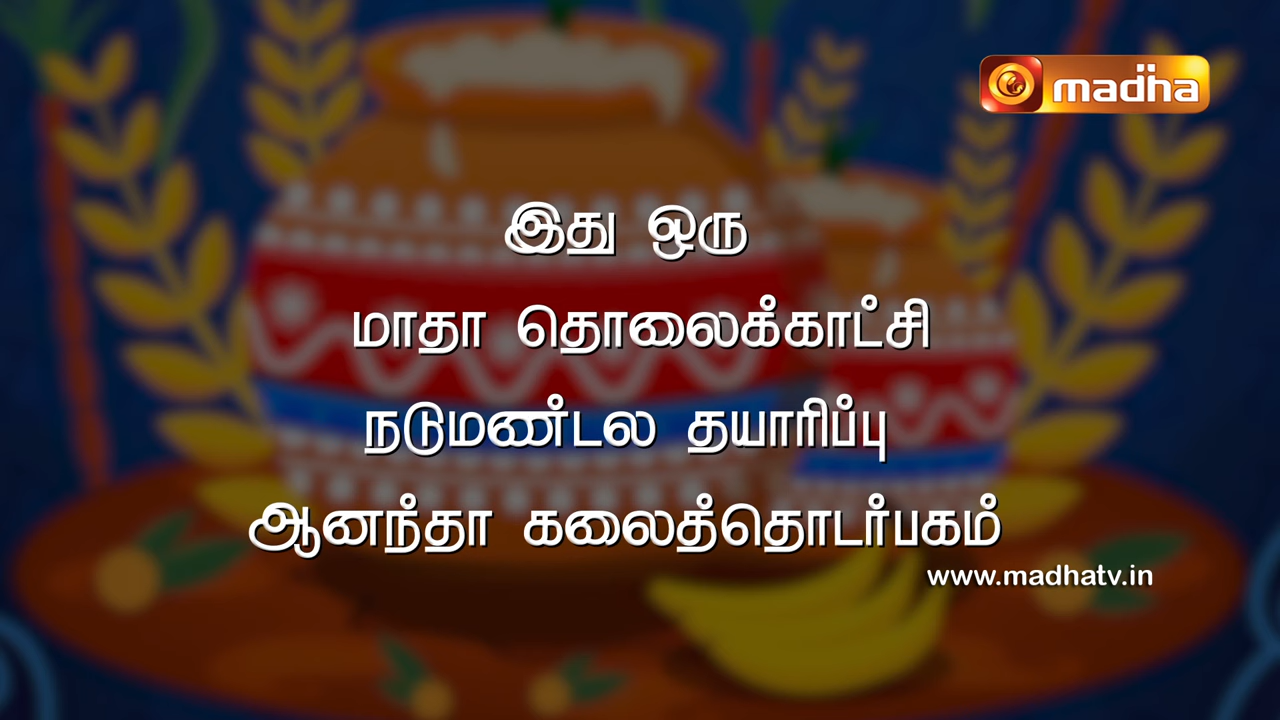 madha
இது ஒரு
மாதா தொலைக்காட்சி
நடுமண்டல தயாரிப்பு
ஆனந்தா கலைத்தொடர்பகம்
www.madhatv.in